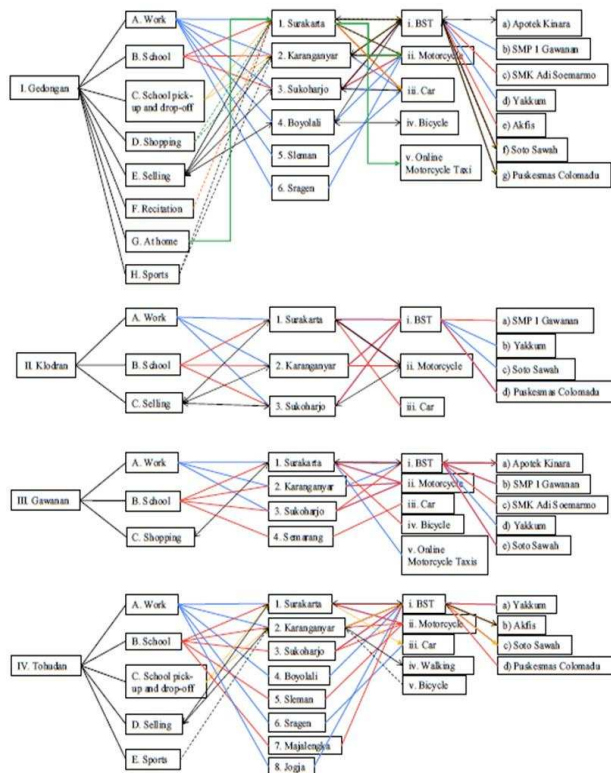 I. Gedongan
A. Work
B. School
C. School pick-
up and drop-off
D. Shopping
E. Selling
F. Recitation
G. At home
H. Sports
1. Surakarta
2. Karanganyar
3. Sukoharjo
4. Boyolali
5. Sleman
6. Sragen
i. BST
ii. Motorcycle
iii. Car
iv. Bicycle
v. Online
Motorcycle Taxi
a) Apotek Kinara
b) SMP 1 Gawanan
c) SMK Adi Soemarmo
d) Yakkum
e) Akfis
f) Soto Sawah
g) Puskesmas Colomadu
II. Klodran
A. Work
B. School
C. Selling
1. Surakarta
2. Karanganyar
3. Sukoharjo
i. BST
ii. Motorcycle
iii. Car
a) SMP 1 Gawanan
b) Yakkum
c) Soto Sawah
d) Puskesmas Colomadu
III. Gawanan
A. Work
B. School
C. Shopping
1. Surakarta
2. Karanganyar
3. Sukoharjo
4. Semarang
i. BST
ii. Motorcycle
iii. Car
iv. Bicycle
v. Online
Motorcycle Taxis
a) Apotek Kinara
b) SMP 1 Gawanan
c) SMK Adi Soemarmo
d) Yakkum
e) Soto Sawah
IV. Tohudan
A. Work
B. School
C. School pick-
up and drop-off
D. Selling
E. Sports
1. Surakarta
2. Karanganyar
3. Sukoharjo
4. Boyolali
5. Sleman
6. Sragen
7. Majalengka
8. Jogja
i. BST
ii. Motorcycle
iii. Car
iv. Walking
v. Bicycle
a) Yakkum
b) Akfis
c) Soto Sawah
d) Puskesmas Colomadu